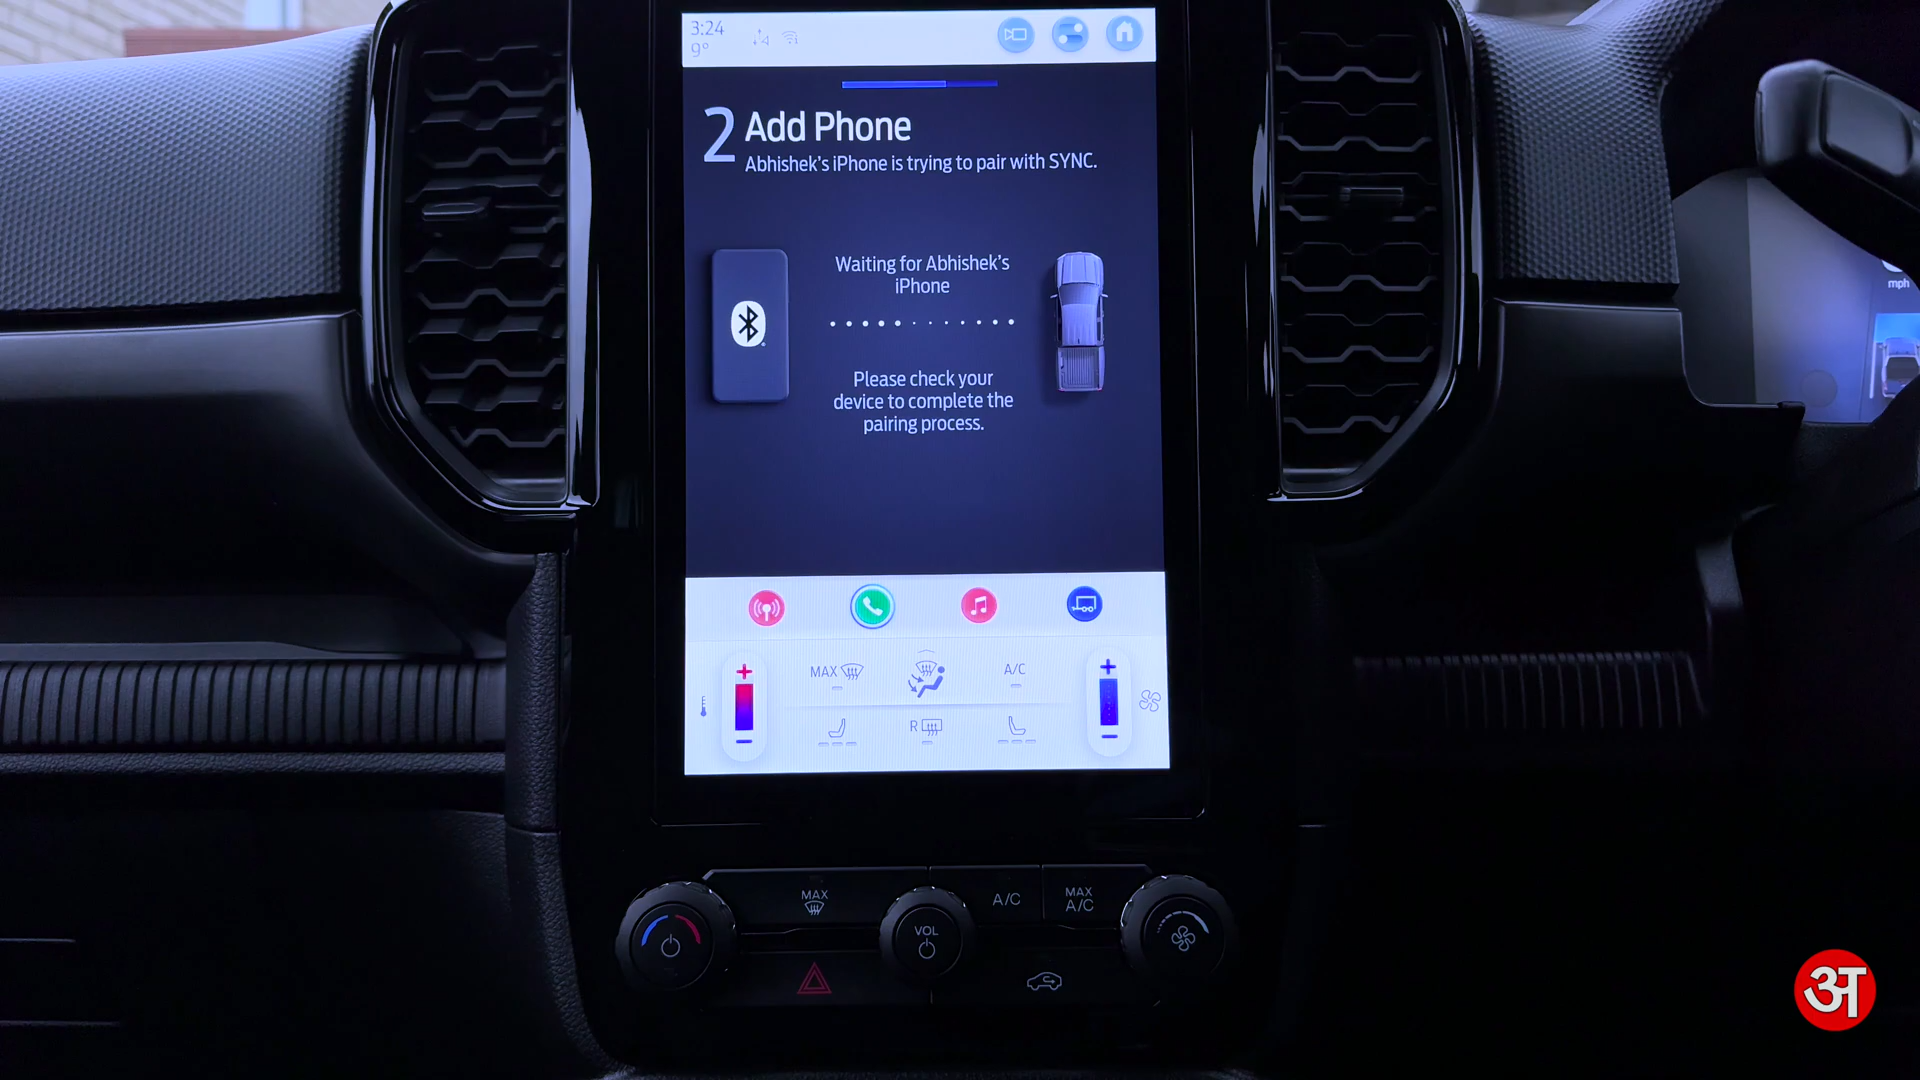 3:24
9°
2 Add Phone
Abhishek's iPhone is trying to pair with SYNC.
Waiting for Abhishek's
iPhone
Please check your
device to complete the
pairing process.
MAX
A/C
R
MAX
VOL
A/C
MAX
A/C
mph
अ